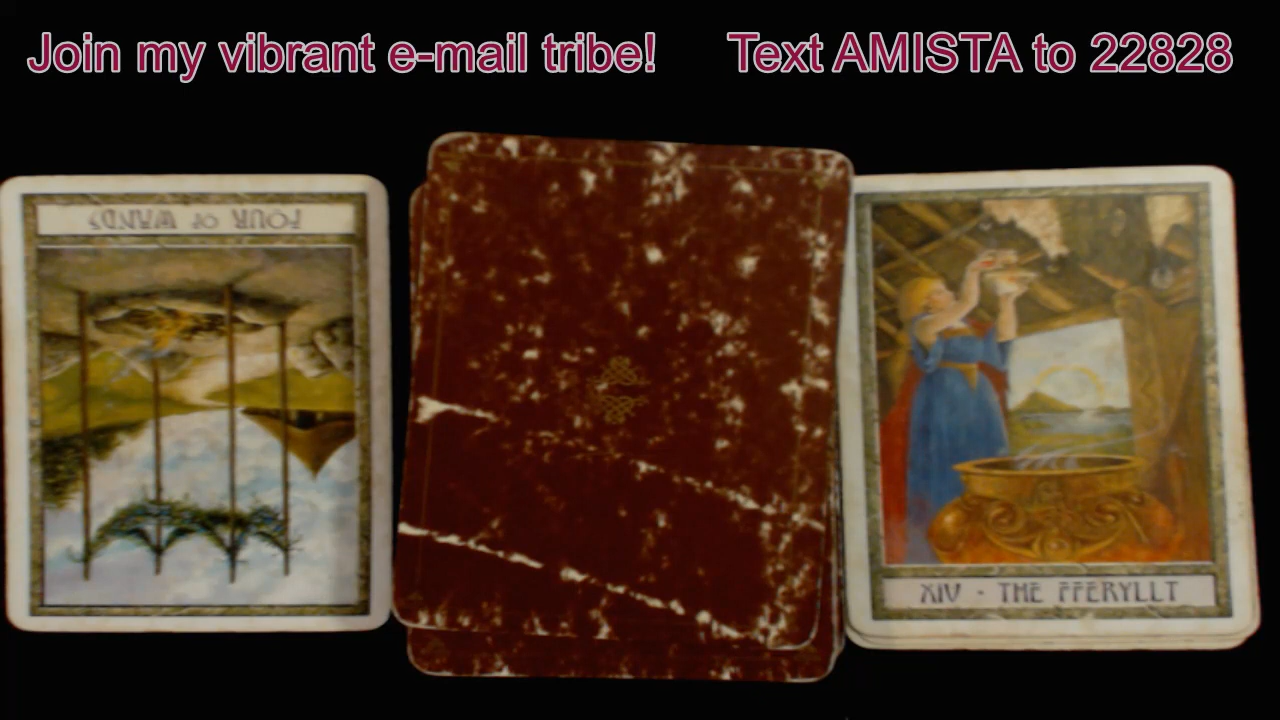 Join my vibrant e-mail tribe! Text AMISTA to 22828
FOUR OF WANDS
XIV · THE FFERYLLT